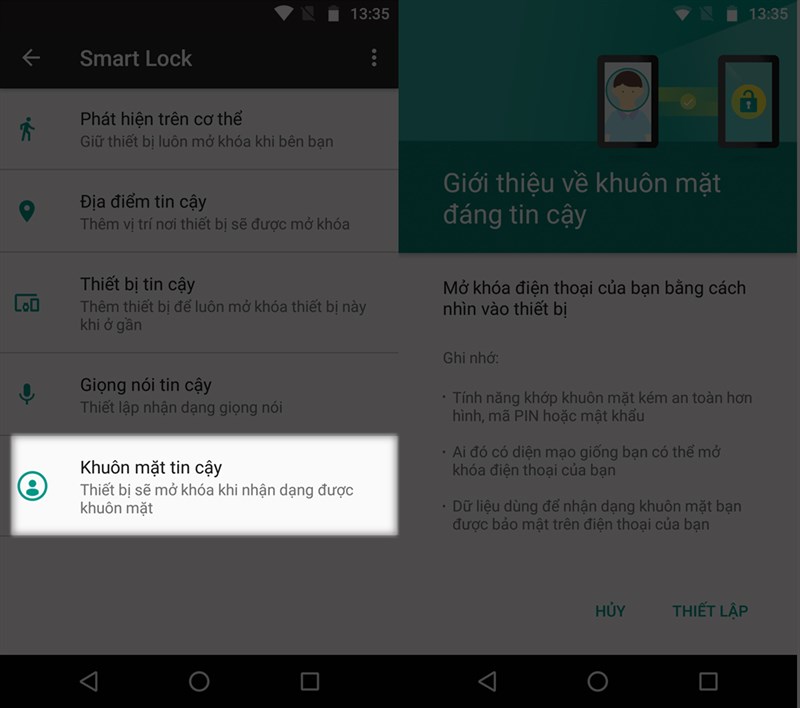 13:35
Smart Lock
Phát hiện trên cơ thể
Giữ thiết bị luôn mở khóa khi bên bạn
Địa điểm tin cậy
Thêm vị trí nơi thiết bị sẽ được mở khóa
Thiết bị tin cậy
Thêm thiết bị để luôn mở khóa thiết bị này
khi ở gần
Giọng nói tin cậy
Thiết lập nhận dạng giọng nói
Khuôn mặt tin cậy
Thiết bị sẽ mở khóa khi nhận dạng được
khuôn mặt
13:35
Giới thiệu về khuôn mặt
đáng tin cậy
Mở khóa điện thoại của bạn bằng cách
nhìn vào thiết bị
Ghi nhớ:
· Tính năng khớp khuôn mặt kém an toàn hơn
hình, mã PIN hoặc mật khẩu
· Ai đó có diện mạo giống bạn có thể mở
khóa điện thoại của bạn
· Dữ liệu dùng để nhận dạng khuôn mặt bạn
được bảo mật trên điện thoại của bạn
HỦY
THIẾT LẬP